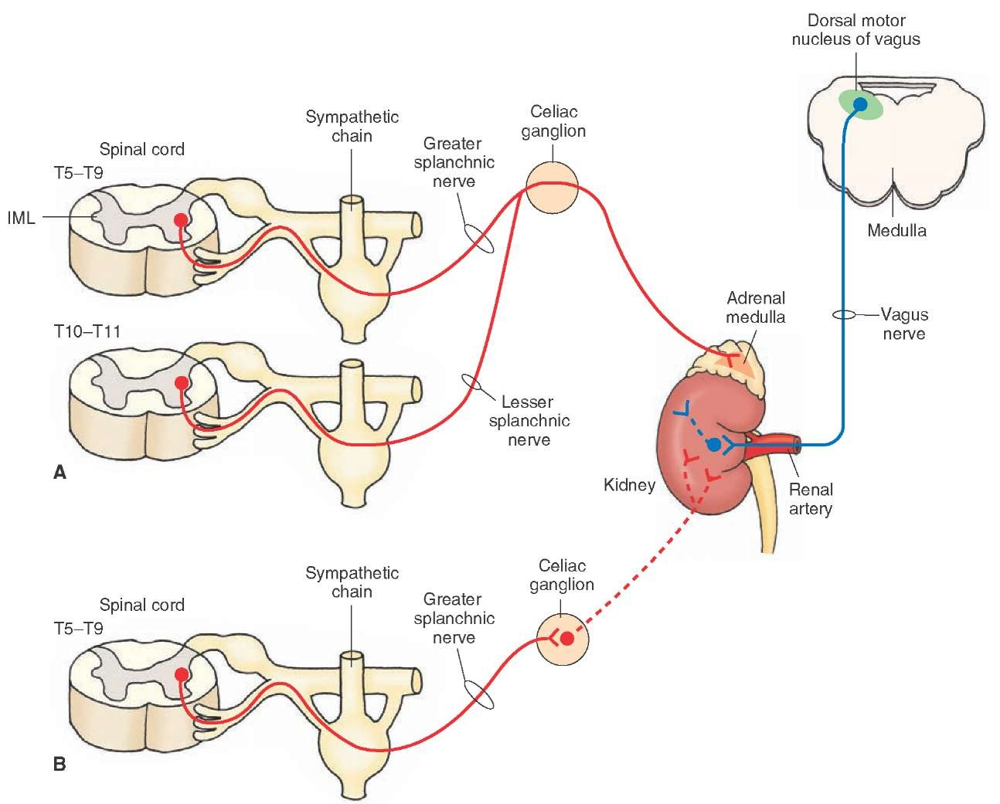 Dorsal motor
nucleus of vagus
Medulla
Vagus
nerve
Spinal cord
T5–T9
IML
Sympathetic
chain
Greater
splanchnic
nerve
Celiac
ganglion
T10–T11
Lesser
splanchnic
nerve
A
Adrenal
medulla
Kidney
Renal
artery
Spinal cord
T5–T9
Sympathetic
chain
Greater
splanchnic
nerve
Celiac
ganglion
B